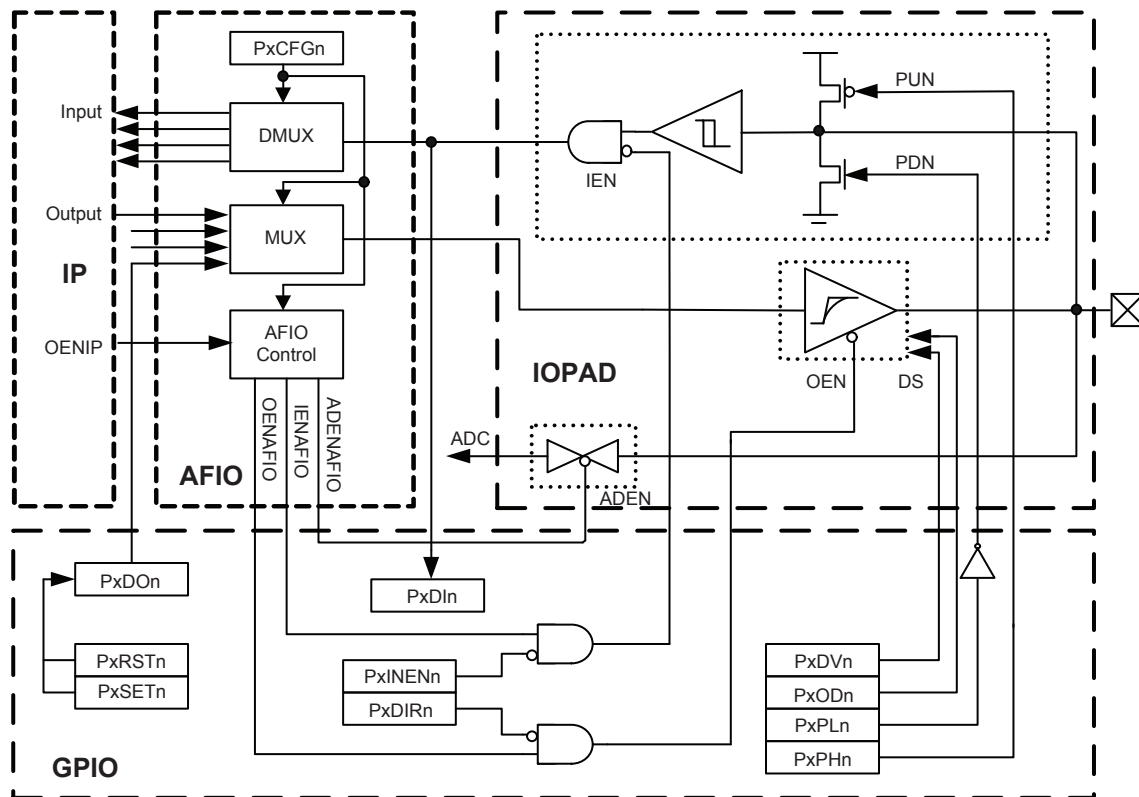 PxCFGn
Input
DMUX
Output
MUX
IP
OENIP
AFIO
Control
OENAFIO
IENAFIO
ADENAFIO
AFIO
PUN
PDN
IEN
OEN
DS
IOPAD
ADC
ADEN
PxDOn
PxDIn
PxRSTn
PxSETn
PxINENn
PxDIRn
PxDVn
PxODn
PxPLn
PxPHn
GPIO